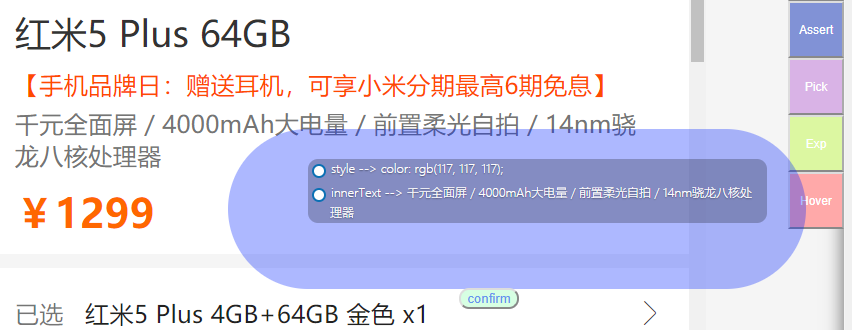 红米5 Plus 64GB
【手机品牌日：赠送耳机，可享小米分期最高6期免息】
千元全面屏 / 4000mAh大电量 / 前置柔光自拍 / 14nm骁
龙八核处理器
￥1299
style --> color: rgb(117, 117, 117);
innerText --> 千元全面屏 / 4000mAh大电量 / 前置柔光自拍 / 14nm骁龙八核处
理器
confirm
已选 红米5 Plus 4GB+64GB 金色 x1
Assert
Pick
Exp
Hover